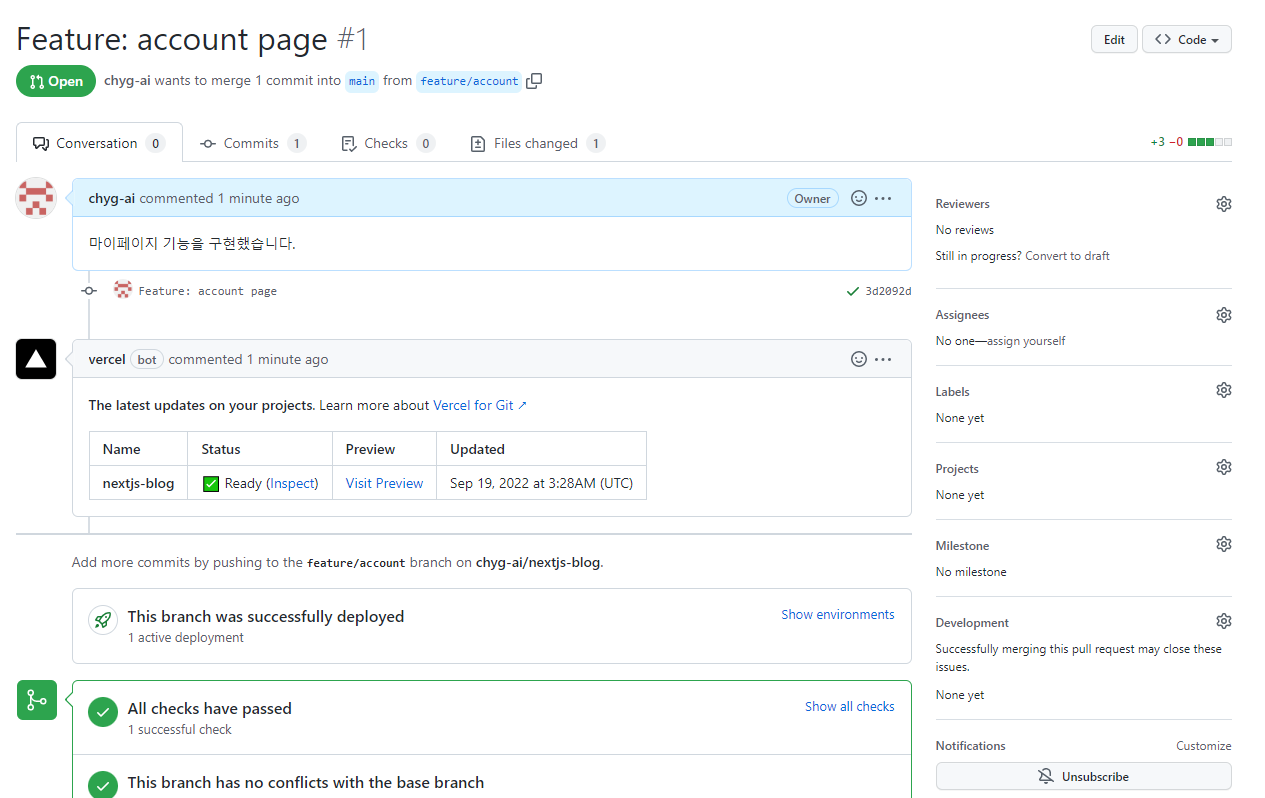 Feature: account page #1
Edit
Code
Open
chyg-ai wants to merge 1 commit into main from feature/account
Conversation 0
Commits 1
Checks 0
Files changed 1
+3 −0
chyg-ai commented 1 minute ago
Owner
마이페이지 기능을 구현했습니다.
Feature: account page
3d2092d
vercel bot commented 1 minute ago
The latest updates on your projects. Learn more about Vercel for Git ↗
Name Status Preview Updated
nextjs-blog ✅ Ready (Inspect) Visit Preview Sep 19, 2022 at 3:28AM (UTC)
Add more commits by pushing to the feature/account branch on chyg-ai/nextjs-blog.
This branch was successfully deployed
1 active deployment
Show environments
All checks have passed
1 successful check
Show all checks
This branch has no conflicts with the base branch
Reviewers
No reviews
Still in progress? Convert to draft
Assignees
No one—assign yourself
Labels
None yet
Projects
None yet
Milestone
No milestone
Development
Successfully merging this pull request may close these
issues.
None yet
Notifications
Customize
Unsubscribe